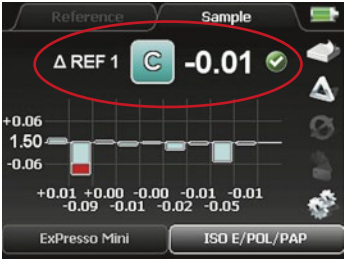 Reference Sample
Δ REF 1 C -0.01
+0.06
1.50
-0.06
+0.01 +0.00 -0.00 -0.01 -0.01
-0.09 -0.01 -0.02 -0.05
ExPresso Mini ISO E/POL/PAP